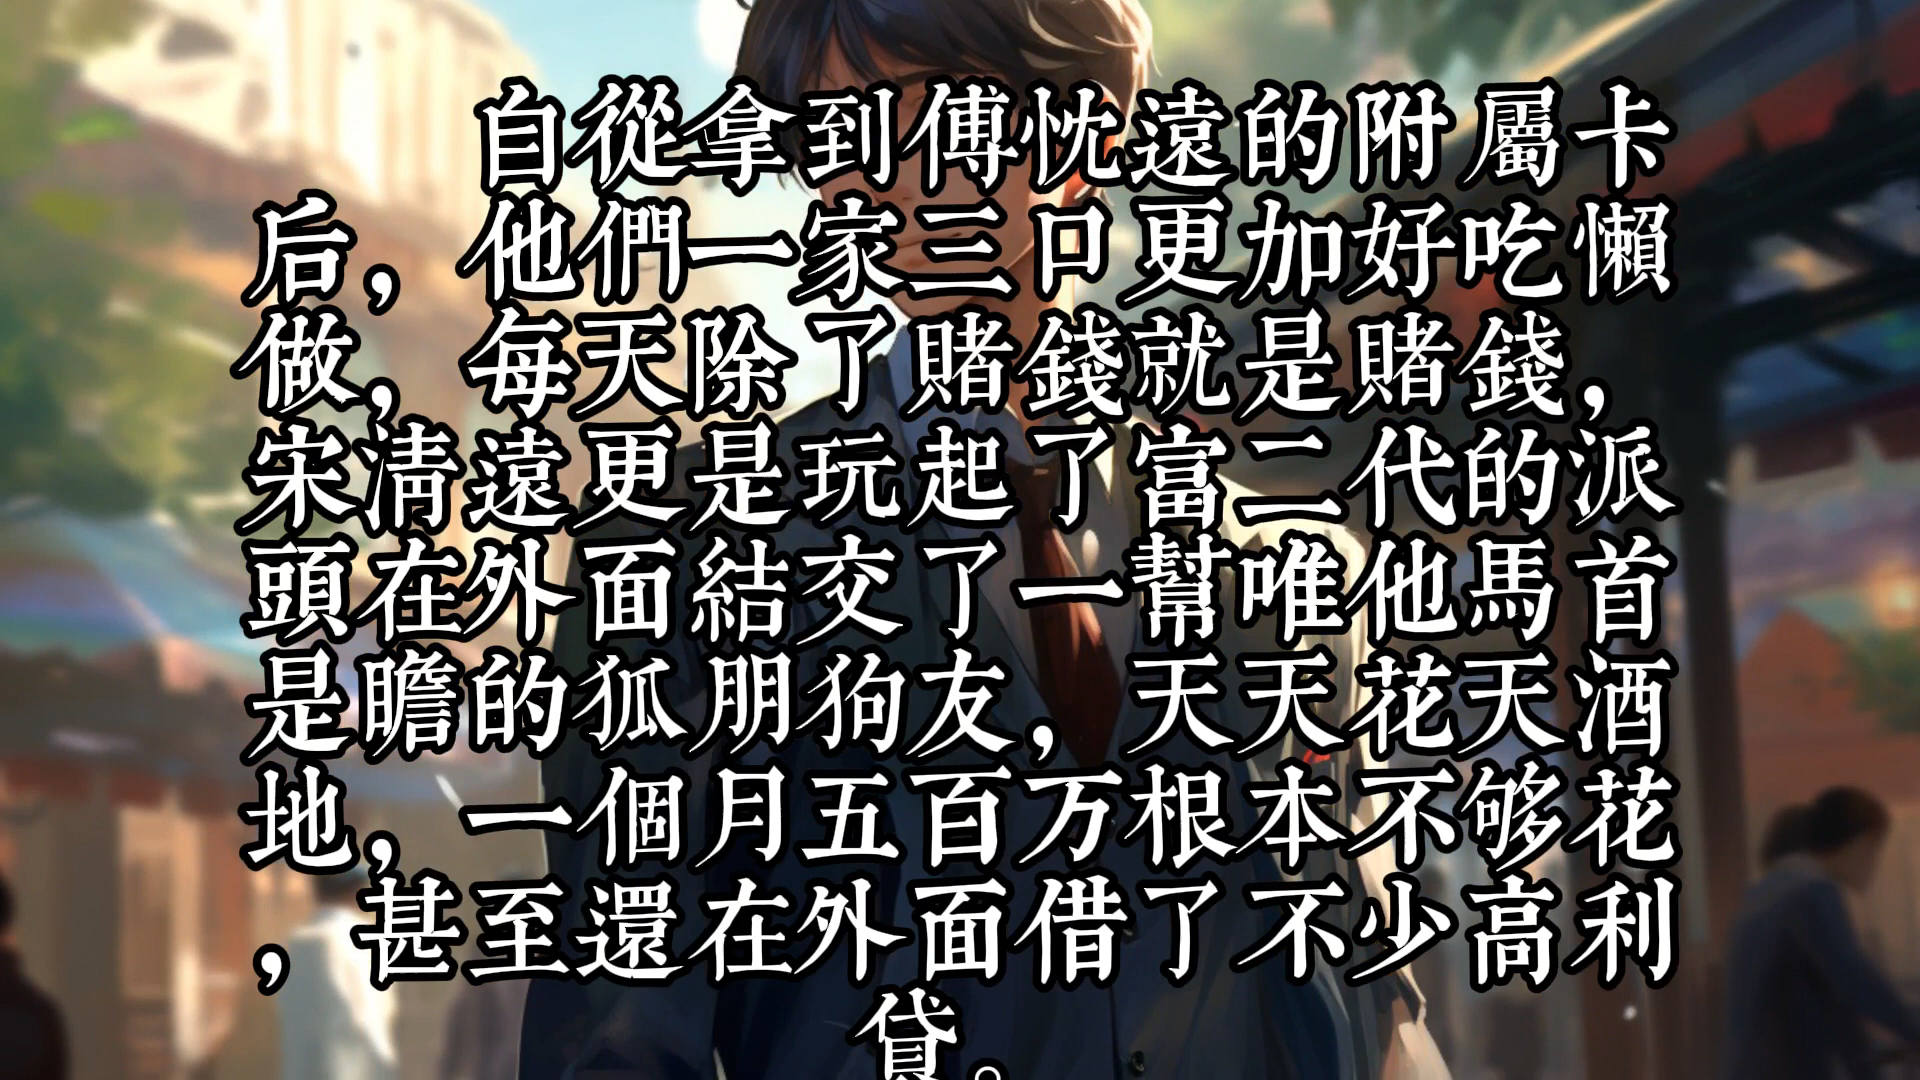 自從拿到傅忱遠的附屬卡
后，他們一家三口更加好吃懶
做，每天除了賭錢就是賭錢，
宋清遠更是玩起了富二代的派
頭在外面結交了一幫唯他馬首
是瞻的狐朋狗友，天天花天酒
地，一個月五百万根本不够花
，甚至還在外面借了不少高利
貸。